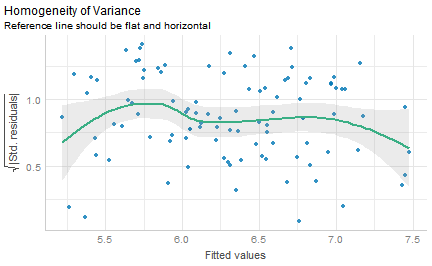 Homogeneity of Variance
Reference line should be flat and horizontal
√|Std. residuals|
1.0
0.5
5.5
6.0
6.5
7.0
7.5
Fitted values